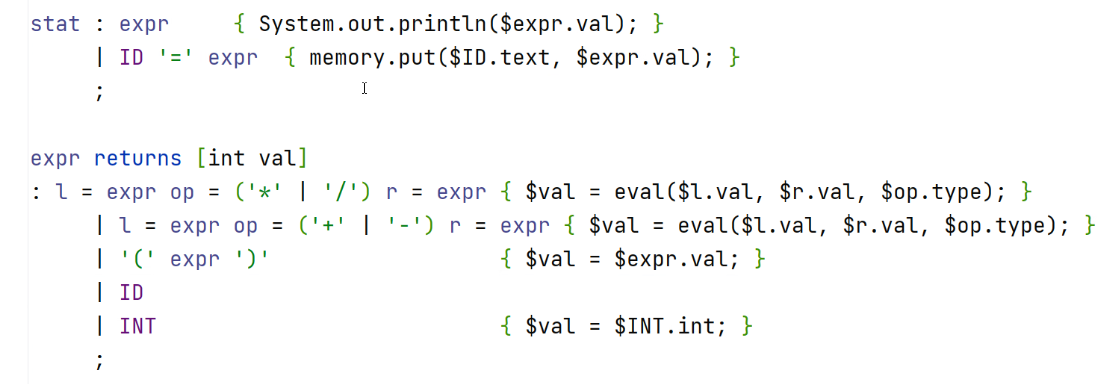 stat : expr { System.out.println($expr.val); }
| ID '=' expr { memory.put($ID.text, $expr.val); }
;
expr returns [int val]
: l = expr op = ('*' | '/') r = expr { $val = eval($l.val, $r.val, $op.type); }
| l = expr op = ('+' | '-') r = expr { $val = eval($l.val, $r.val, $op.type); }
| '(' expr ')' { $val = $expr.val; }
| ID
| INT { $val = $INT.int; }
;